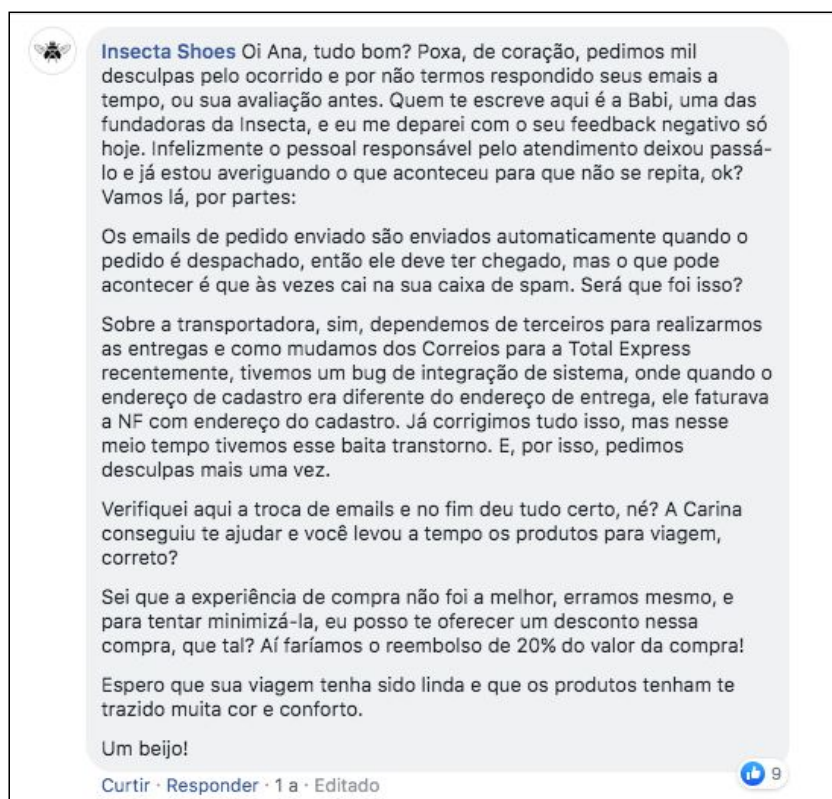 Insecta Shoes Oi Ana, tudo bom? Poxa, de coração, pedimos mil
desculpas pelo ocorrido e por não termos respondido seus emais a
tempo, ou sua avaliação antes. Quem te escreve aqui é a Babi, uma das
fundadoras da Insecta, e eu me deparei com o seu feedback negativo só
hoje. Infelizmente o pessoal responsável pelo atendimento deixou passá-
lo e já estou averiguando o que aconteceu para que não se repita, ok?
Vamos lá, por partes:
Os emails de pedido enviado são enviados automaticamente quando o
pedido é despachado, então ele deve ter chegado, mas o que pode
acontecer é que às vezes cai na sua caixa de spam. Será que foi isso?
Sobre a transportadora, sim, dependemos de terceiros para realizarmos
as entregas e como mudamos dos Correios para a Total Express
recentemente, tivemos um bug de integração de sistema, onde quando o
endereço de cadastro era diferente do endereço de entrega, ele faturava
a NF com endereço do cadastro. Já corrigimos tudo isso, mas nesse
meio tempo tivemos esse baita transtorno. E, por isso, pedimos
desculpas mais uma vez.
Verifiquei aqui a troca de emails e no fim deu tudo certo, né? A Carina
conseguiu te ajudar e você levou a tempo os produtos para viagem,
correto?
Sei que a experiência de compra não foi a melhor, erramos mesmo, e
para tentar minimizá-la, eu posso te oferecer um desconto nessa
compra, que tal? Aí faríamos o reembolso de 20% do valor da compra!
Espero que sua viagem tenha sido linda e que os produtos tenham te
trazido muita cor e conforto.
Um beijo!
9
Curtir · Responder · 1 a · Editado